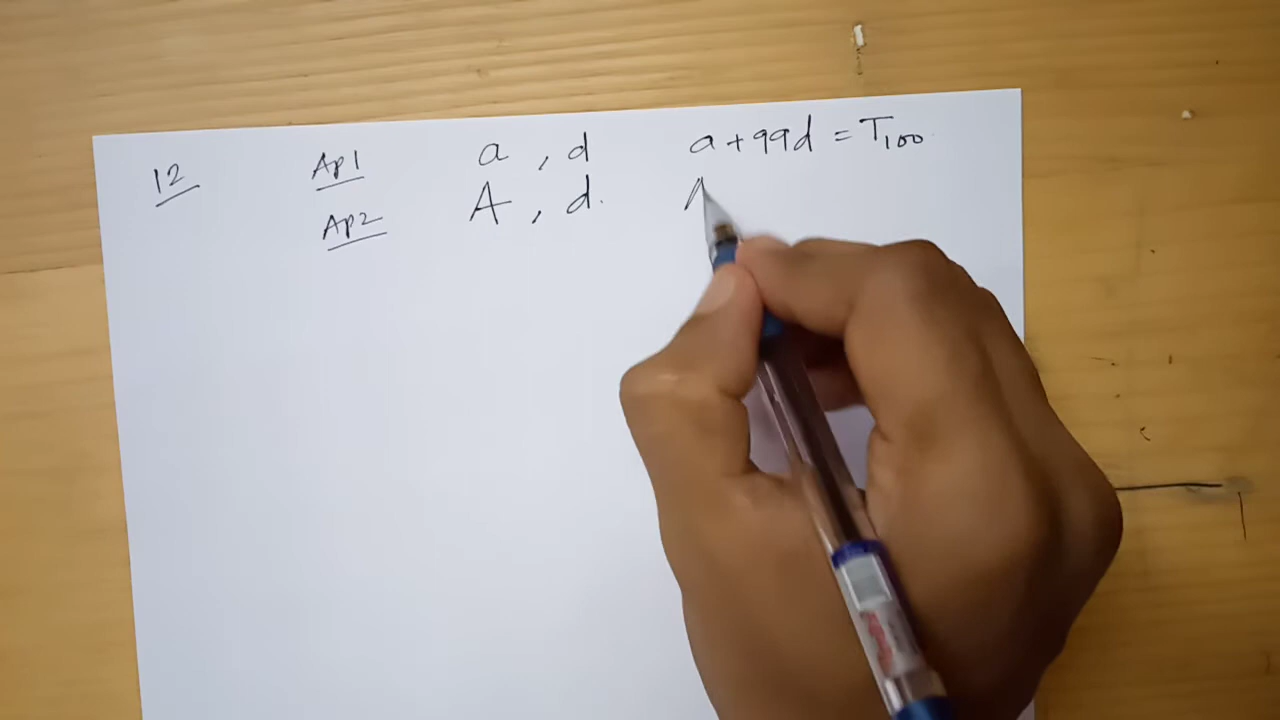 12 Ap1 a , d a + 99d = T100
Ap2 A , d. A